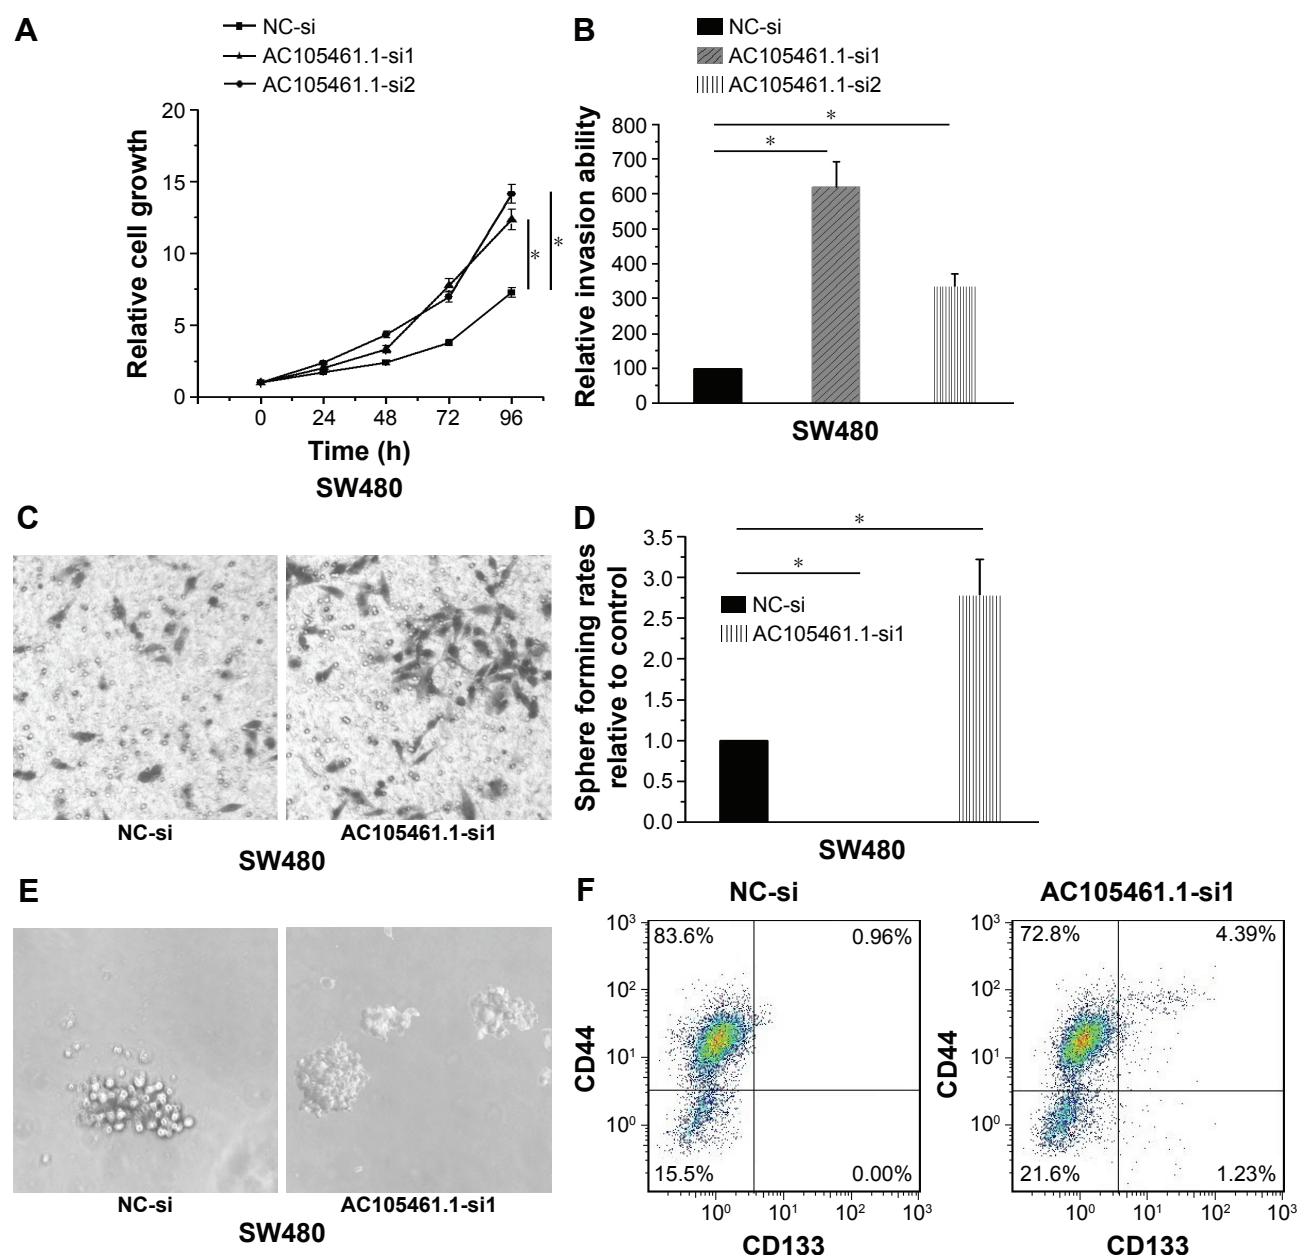 A
NC-si
AC105461.1-si1
AC105461.1-si2
Relative cell growth
20
15
10
5
0
*
*
0 24 48 72 96
Time (h)
SW480
B
NC-si
AC105461.1-si1
AC105461.1-si2
Relative invasion ability
800
700
600
500
400
300
200
100
0
*
*
SW480
C
NC-si
AC105461.1-si1
SW480
D
Sphere forming rates
relative to control
3.5
3.0
2.5
2.0
1.5
1.0
0.5
0.0
*
*
NC-si
AC105461.1-si1
SW480
E
NC-si
AC105461.1-si1
SW480
F
NC-si
CD44
10³
10²
10¹
10⁰
83.6% 0.96%
15.5% 0.00%
10⁰ 10¹ 10² 10³
CD133
AC105461.1-si1
CD44
10³
10²
10¹
10⁰
72.8% 4.39%
21.6% 1.23%
10⁰ 10¹ 10² 10³
CD133